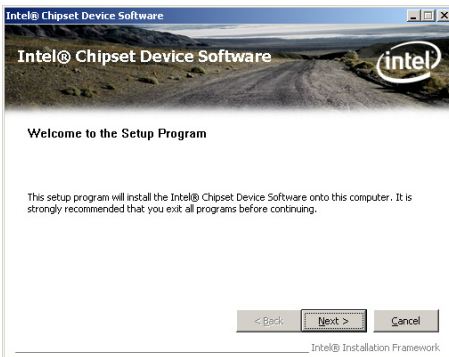 Intel® Chipset Device Software
Intel® Chipset Device Software
intel
Welcome to the Setup Program
This setup program will install the Intel® Chipset Device Software onto this computer. It is
strongly recommended that you exit all programs before continuing.
< Back Next > Cancel
Intel® Installation Framework